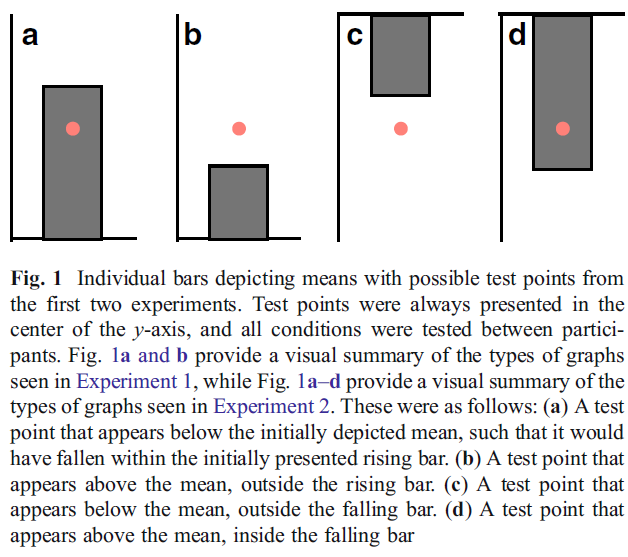 a
b
c
d
Fig. 1 Individual bars depicting means with possible test points from
the first two experiments. Test points were always presented in the
center of the y-axis, and all conditions were tested between partici-
pants. Fig. 1a and b provide a visual summary of the types of graphs
seen in Experiment 1, while Fig. 1a–d provide a visual summary of the
types of graphs seen in Experiment 2. These were as follows: (a) A test
point that appears below the initially depicted mean, such that it would
have fallen within the initially presented rising bar. (b) A test point that
appears above the mean, outside the rising bar. (c) A test point that
appears below the mean, outside the falling bar. (d) A test point that
appears above the mean, inside the falling bar